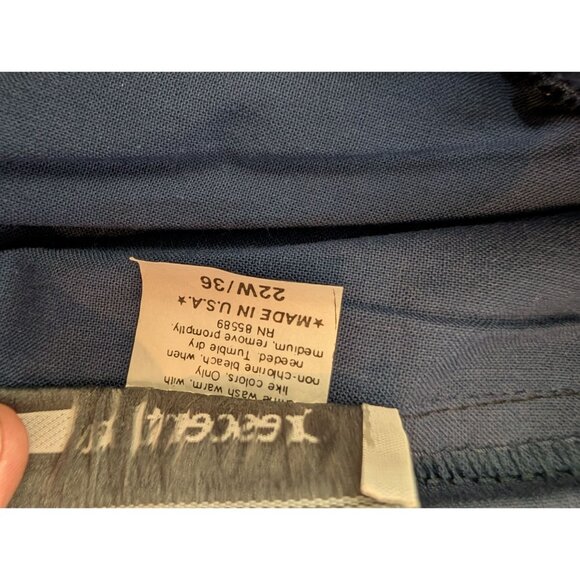 machine wash warm, with
like colors. Only
non-chlorine bleach, when
needed. Tumble dry
medium, remove promptly.
RN 85589
★MADE IN U.S.A.★
22W/36